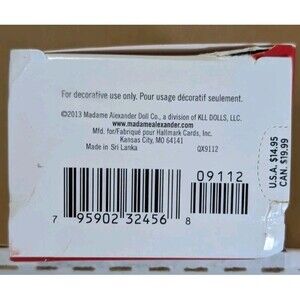 For decorative use only. Pour usage décoratif seulement.
©2013 Madame Alexander Doll Co., a division of KLL DOLLS, LLC.
www.madamealexander.com
Mfg. for/Fabriqué pour Hallmark Cards, Inc.
Kansas City, MO 64141
Made in Sri Lanka
QX9112
09112
7 95902 32456 8
U.S.A. $14.95
CAN. $19.99